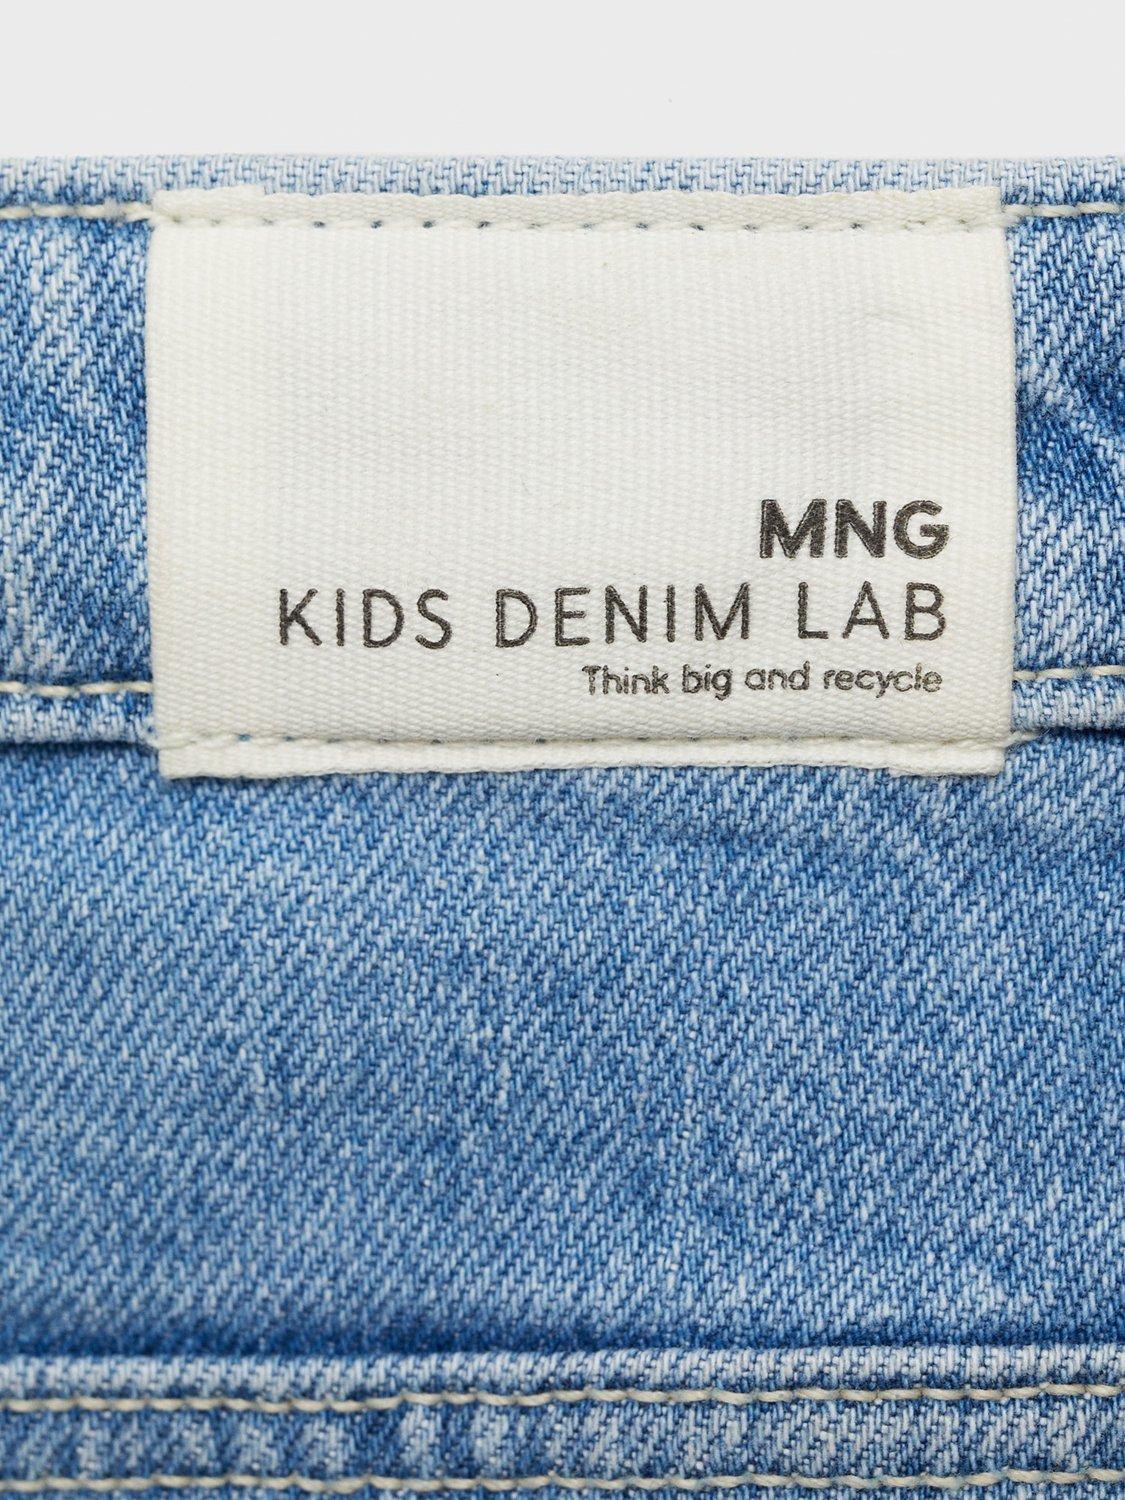 MNG
KIDS DENIM LAB
Think big and recycle